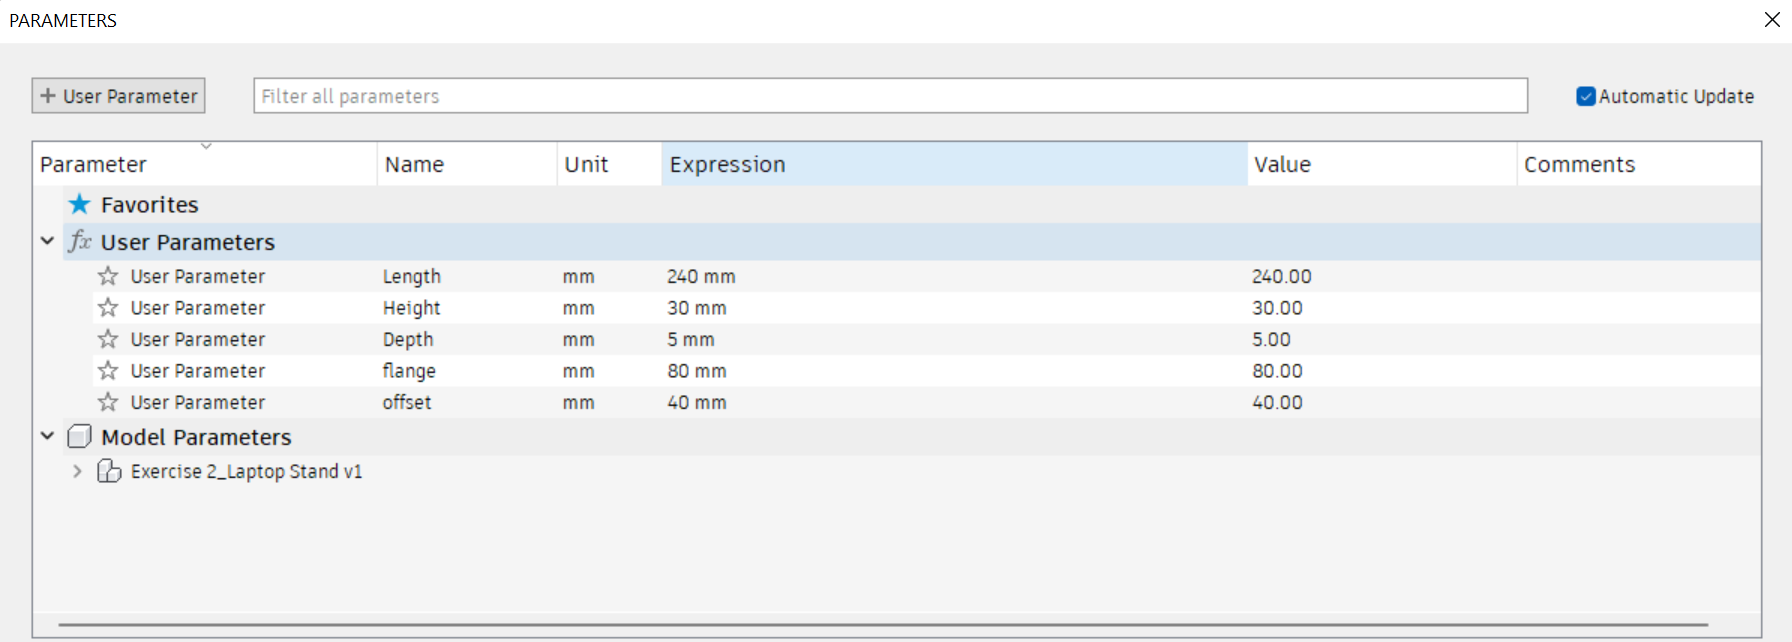 PARAMETERS
+ User Parameter Filter all parameters Automatic Update
Parameter Name Unit Expression Value Comments
Favorites
fx User Parameters
User Parameter Length mm 240 mm 240.00
User Parameter Height mm 30 mm 30.00
User Parameter Depth mm 5 mm 5.00
User Parameter flange mm 80 mm 80.00
User Parameter offset mm 40 mm 40.00
Model Parameters
Exercise 2_Laptop Stand v1